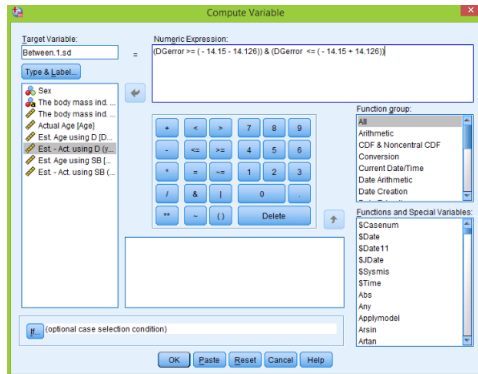 Compute Variable
Target Variable:
Between.1.sd
=
Numeric Expression:
(DGerror >= ( - 14.15 - 14.126)) & (DGerror <= ( - 14.15 + 14.126))
Type & Label...
Sex
The body mass ind. ...
The body mass ind. ...
Actual Age [Age]
Est. Age using D [D...
Est. - Act. using D (y...
Est. Age using SB [...
Est. - Act. using SB (...
+ < > 7 8 9
- <= >= 4 5 6
* = ~= 1 2 3
/ & | 0 .
** ~ ( ) Delete
Function group:
All
Arithmetic
CDF & Noncentral CDF
Conversion
Current Date/Time
Date Arithmetic
Date Creation
Functions and Special Variables:
$Casenum
$Date
$Date11
$JDate
$Sysmis
$Time
Abs
Any
Applymodel
Arsin
Artan
If... (optional case selection condition)
OK Paste Reset Cancel Help